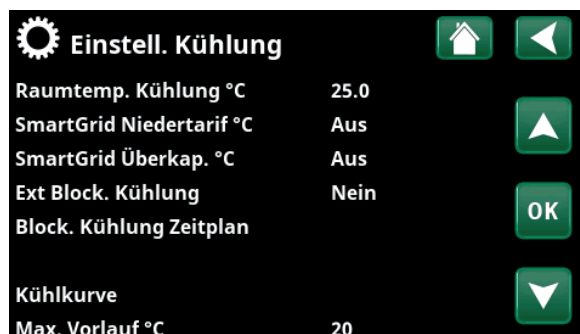 Einstell. Kühlung
Raumtemp. Kühlung °C 25.0
SmartGrid Niedertarif °C Aus
SmartGrid Überkap. °C Aus
Ext Block. Kühlung Nein
OK
Block. Kühlung Zeitplan
Kühlkurve
Max. Vorlauf °C 20